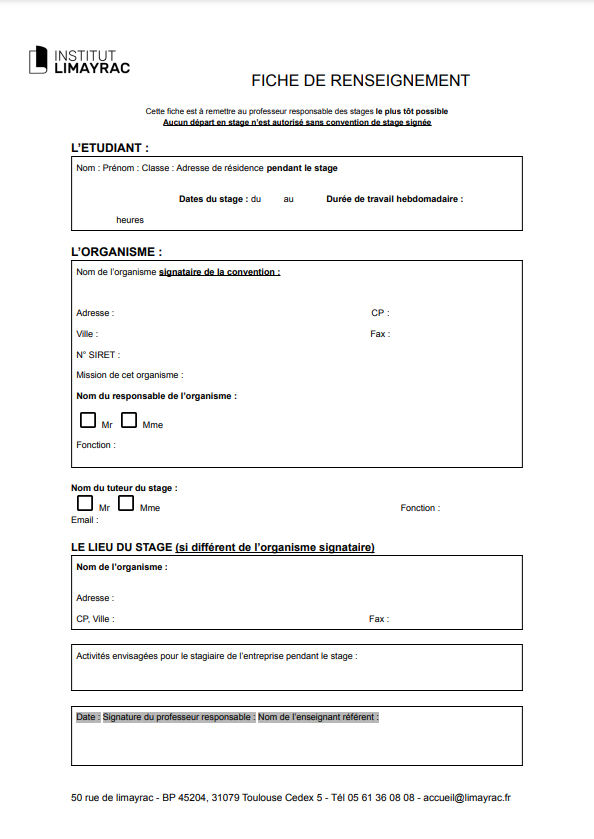 INSTITUT
LIMAYRAC
FICHE DE RENSEIGNEMENT
Cette fiche est à remettre au professeur responsable des stages le plus tôt possible
Aucun départ en stage n'est autorisé sans convention de stage signée
L'ETUDIANT :
Nom : Prénom : Classe : Adresse de résidence pendant le stage
Dates du stage : du au Durée de travail hebdomadaire :
heures
L'ORGANISME :
Nom de l'organisme signataire de la convention :
Adresse : CP :
Ville : Fax :
N° SIRET :
Mission de cet organisme :
Nom du responsable de l'organisme :
Mr Mme
Fonction :
Nom du tuteur du stage :
Mr Mme Fonction :
Email :
LE LIEU DU STAGE (si différent de l'organisme signataire)
Nom de l'organisme :
Adresse :
CP, Ville : Fax :
Activités envisagées pour le stagiaire de l'entreprise pendant le stage :
Date : Signature du professeur responsable : Nom de l'enseignant référent :
50 rue de limayrac - BP 45204, 31079 Toulouse Cedex 5 - Tél 05 61 36 08 08 - accueil@limayrac.fr